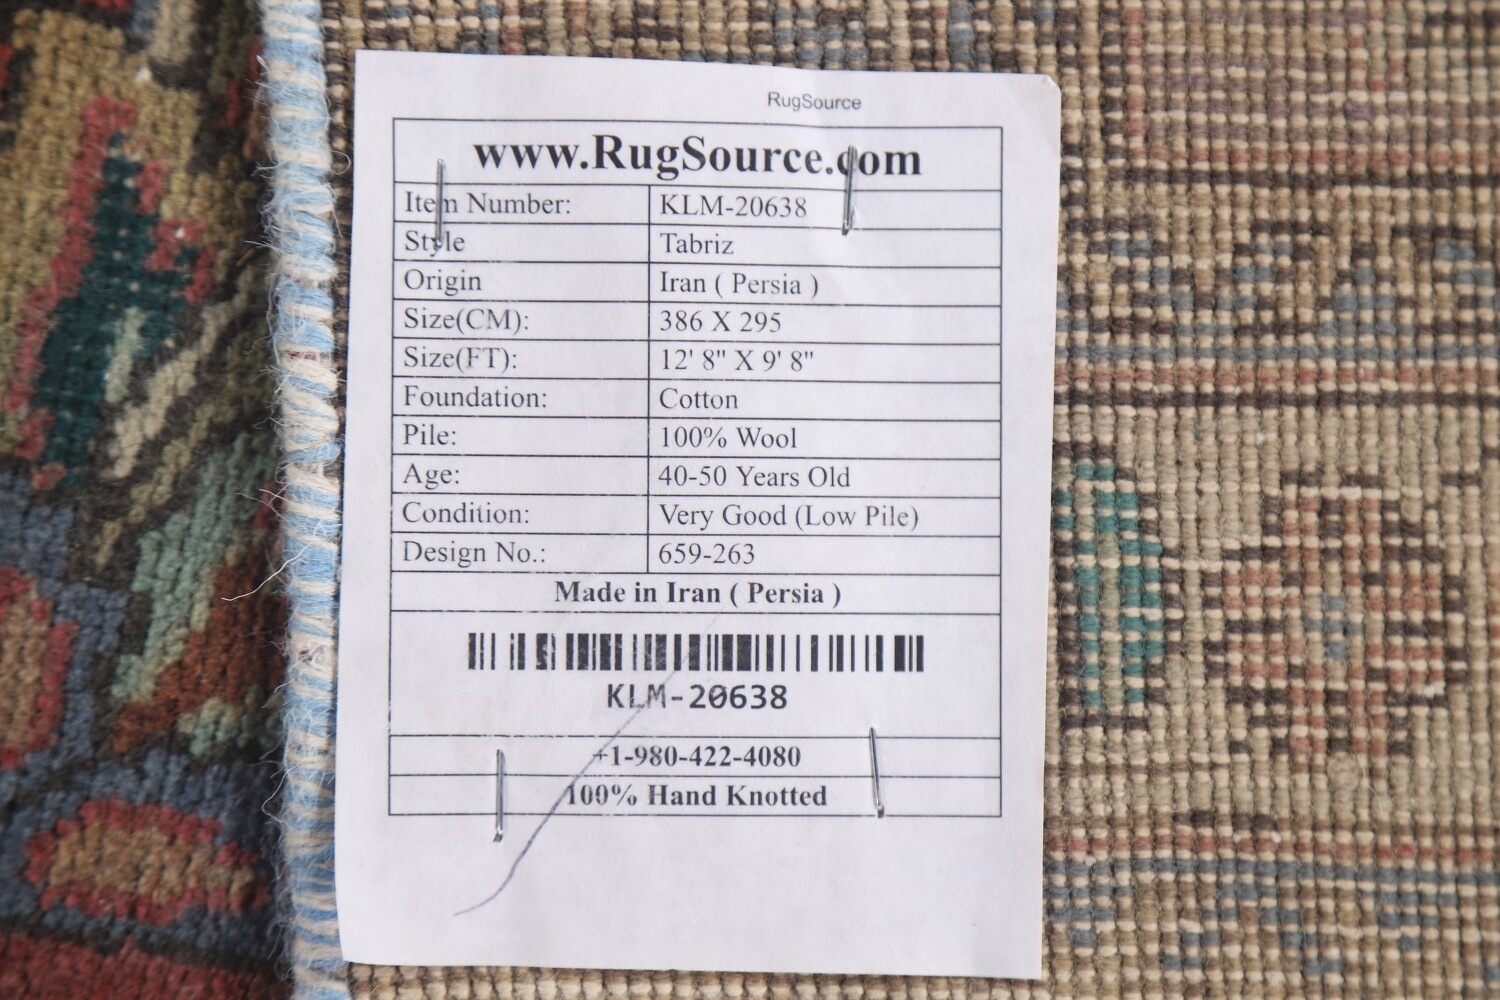 RugSource
www.RugSource.com
Item Number: KLM-20638
Style Tabriz
Origin Iran ( Persia )
Size(CM): 386 X 295
Size(FT): 12' 8" X 9' 8"
Foundation: Cotton
Pile: 100% Wool
Age: 40-50 Years Old
Condition: Very Good (Low Pile)
Design No.: 659-263
Made in Iran ( Persia )
KLM-20638
+1-980-422-4080
100% Hand Knotted